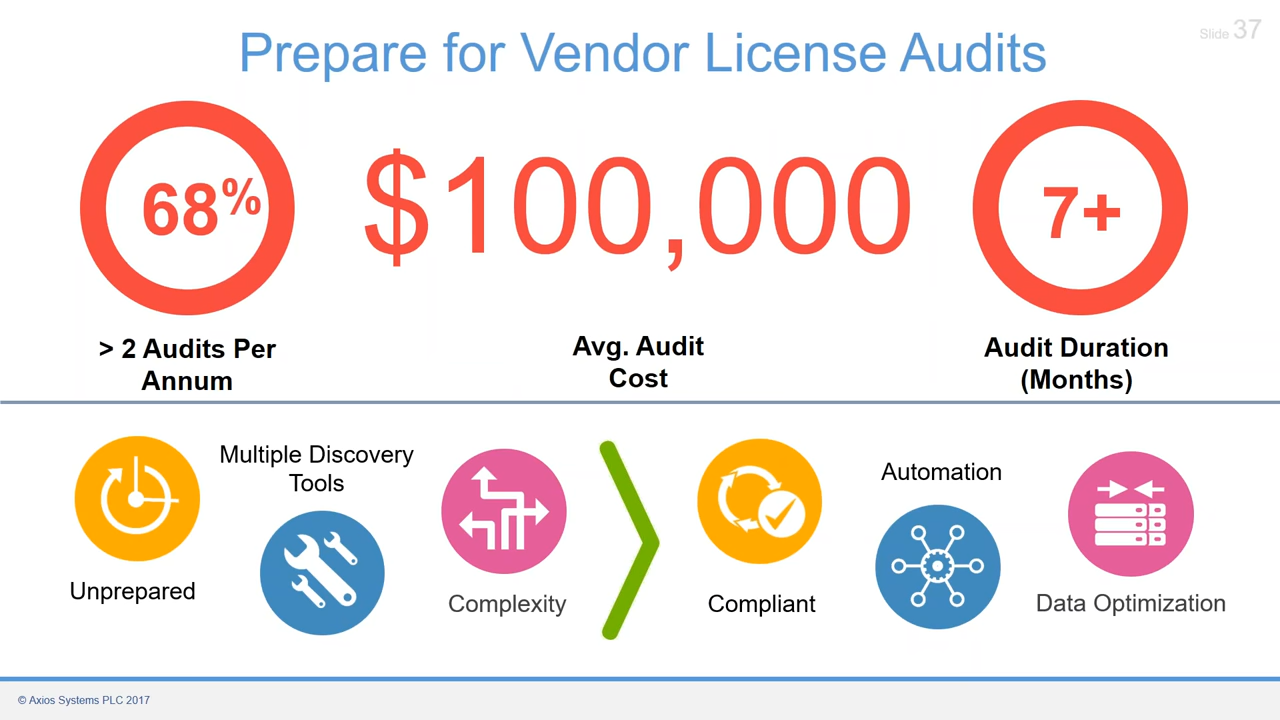 Slide 37
Prepare for Vendor License Audits
68%
$100,000
7+
> 2 Audits Per
Annum
Avg. Audit
Cost
Audit Duration
(Months)
Unprepared
Multiple Discovery
Tools
Complexity
Compliant
Automation
Data Optimization
© Axios Systems PLC 2017